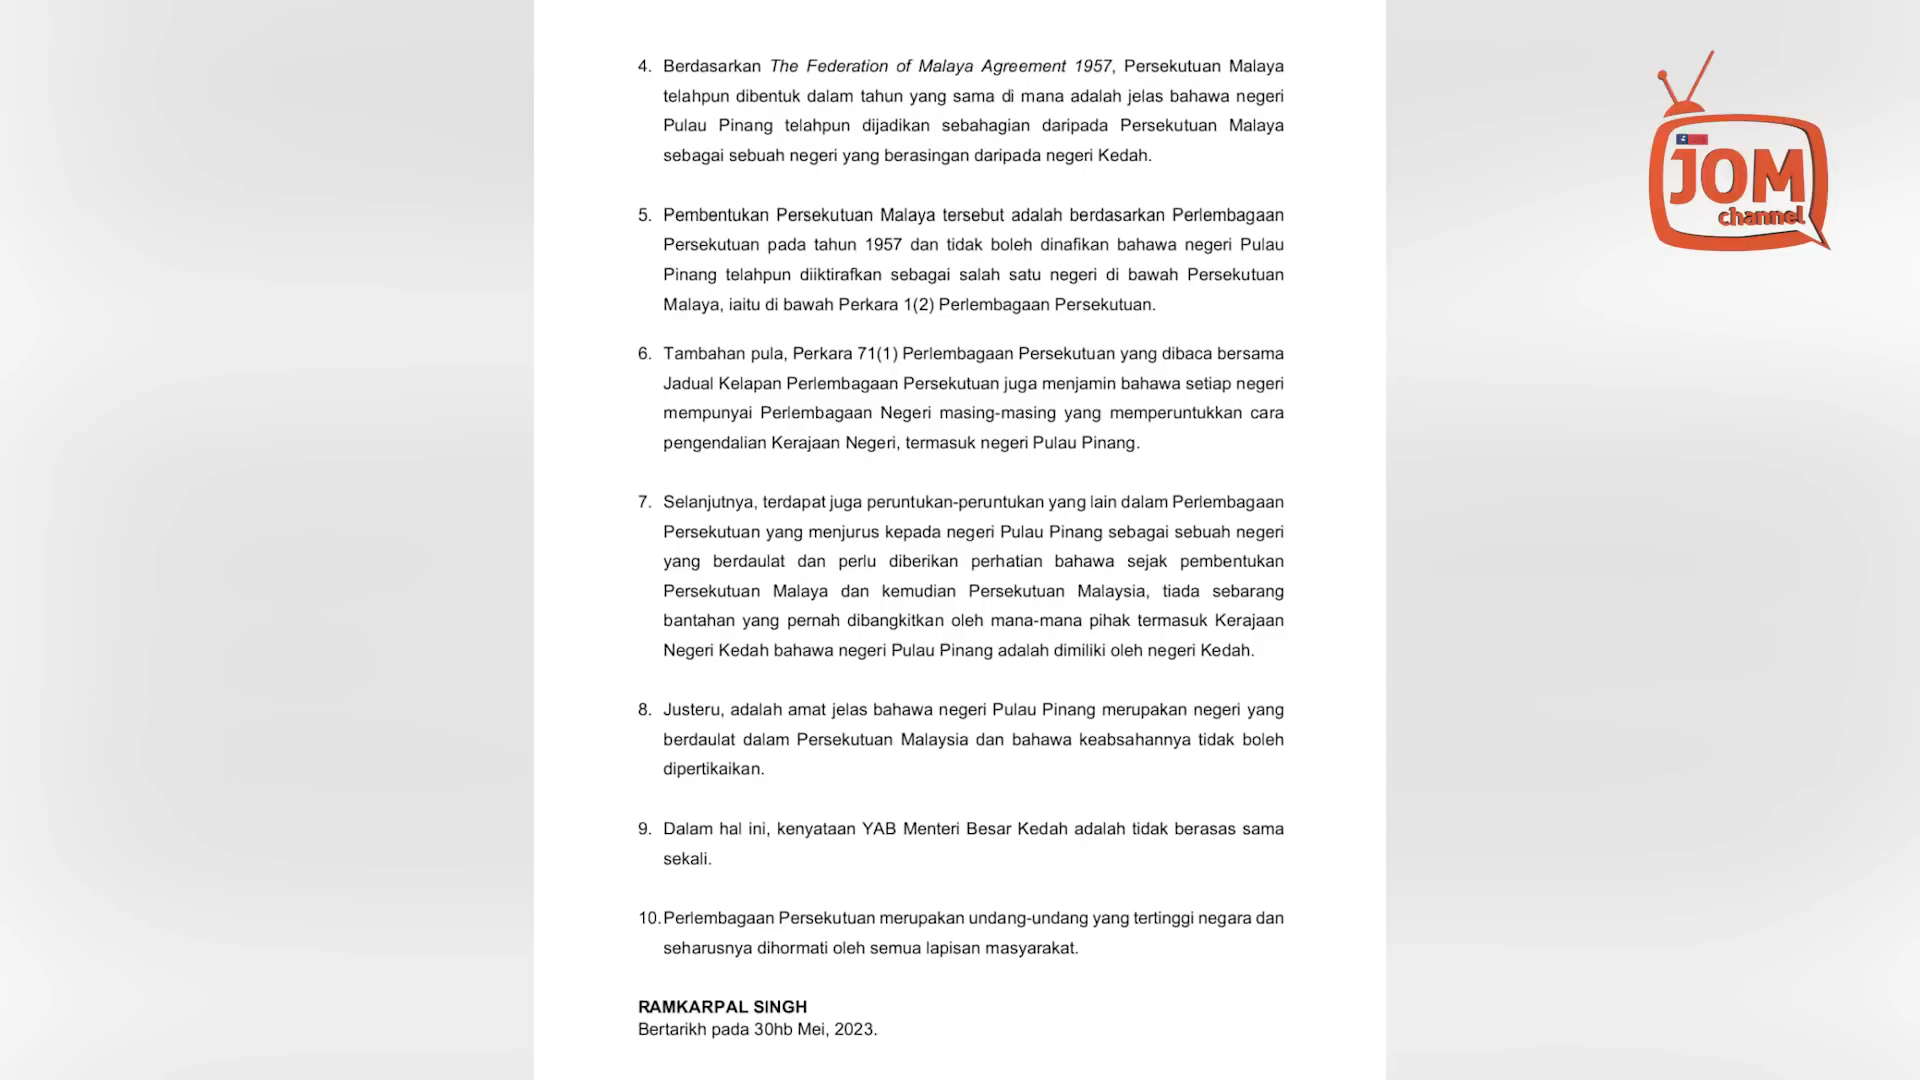 4. Berdasarkan The Federation of Malaya Agreement 1957, Persekutuan Malaya
telahpun dibentuk dalam tahun yang sama di mana adalah jelas bahawa negeri
Pulau Pinang telahpun dijadikan sebahagian daripada Persekutuan Malaya
sebagai sebuah negeri yang berasingan daripada negeri Kedah.
5. Pembentukan Persekutuan Malaya tersebut adalah berdasarkan Perlembagaan
Persekutuan pada tahun 1957 dan tidak boleh dinafikan bahawa negeri Pulau
Pinang telahpun diiktirafkan sebagai salah satu negeri di bawah Persekutuan
Malaya, iaitu di bawah Perkara 1(2) Perlembagaan Persekutuan.
6. Tambahan pula, Perkara 71(1) Perlembagaan Persekutuan yang dibaca bersama
Jadual Kelapan Perlembagaan Persekutuan juga menjamin bahawa setiap negeri
mempunyai Perlembagaan Negeri masing-masing yang memperuntukkan cara
pengendalian Kerajaan Negeri, termasuk negeri Pulau Pinang.
7. Selanjutnya, terdapat juga peruntukan-peruntukan yang lain dalam Perlembagaan
Persekutuan yang menjurus kepada negeri Pulau Pinang sebagai sebuah negeri
yang berdaulat dan perlu diberikan perhatian bahawa sejak pembentukan
Persekutuan Malaya dan kemudian Persekutuan Malaysia, tiada sebarang
bantahan yang pernah dibangkitkan oleh mana-mana pihak termasuk Kerajaan
Negeri Kedah bahawa negeri Pulau Pinang adalah dimiliki oleh negeri Kedah.
8. Justeru, adalah amat jelas bahawa negeri Pulau Pinang merupakan negeri yang
berdaulat dalam Persekutuan Malaysia dan bahawa keabsahannya tidak boleh
dipertikaikan.
9. Dalam hal ini, kenyataan YAB Menteri Besar Kedah adalah tidak berasas sama
sekali.
10. Perlembagaan Persekutuan merupakan undang-undang yang tertinggi negara dan
seharusnya dihormati oleh semua lapisan masyarakat.
RAMKARPAL SINGH
Bertarikh pada 30hb Mei, 2023.
JOM
channel